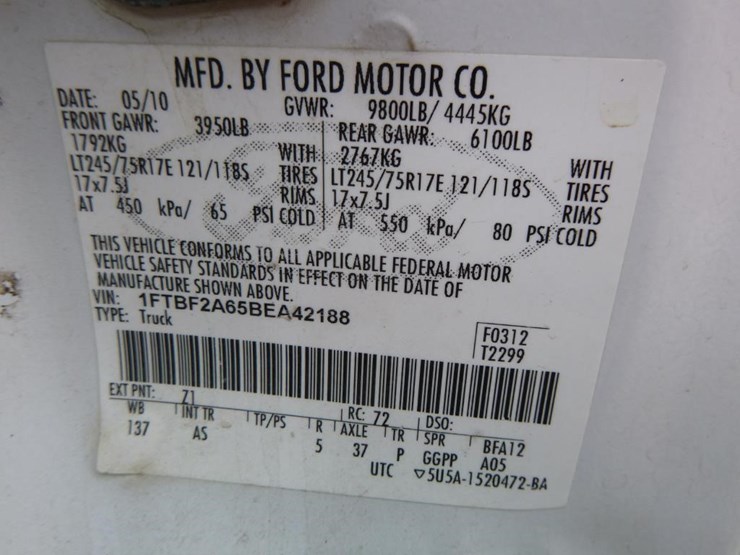 MFD. BY FORD MOTOR CO.
DATE: 05/10 GVWR: 9800LB/ 4445KG
FRONT GAWR: 3950LB REAR GAWR: 6100LB
1792KG WITH 2767KG WITH
LT245/75R17E 121/118S TIRES LT245/75R17E 121/118S TIRES
17x7.5J RIMS 17x7.5J RIMS
AT 450 kPa/ 65 PSI COLD AT 550 kPa/ 80 PSI COLD
THIS VEHICLE CONFORMS TO ALL APPLICABLE FEDERAL MOTOR
VEHICLE SAFETY STANDARDS IN EFFECT ON THE DATE OF
MANUFACTURE SHOWN ABOVE.
VIN: 1FTBF2A65BEA42188
TYPE: Truck
F0312
T2299
EXT PNT: Z1 RC: 72 DSO:
WB INT TR TP/PS R AXLE TR SPR BFA12
137 AS 5 37 P GGPP A05
UTC ▽5U5A-1520472-BA